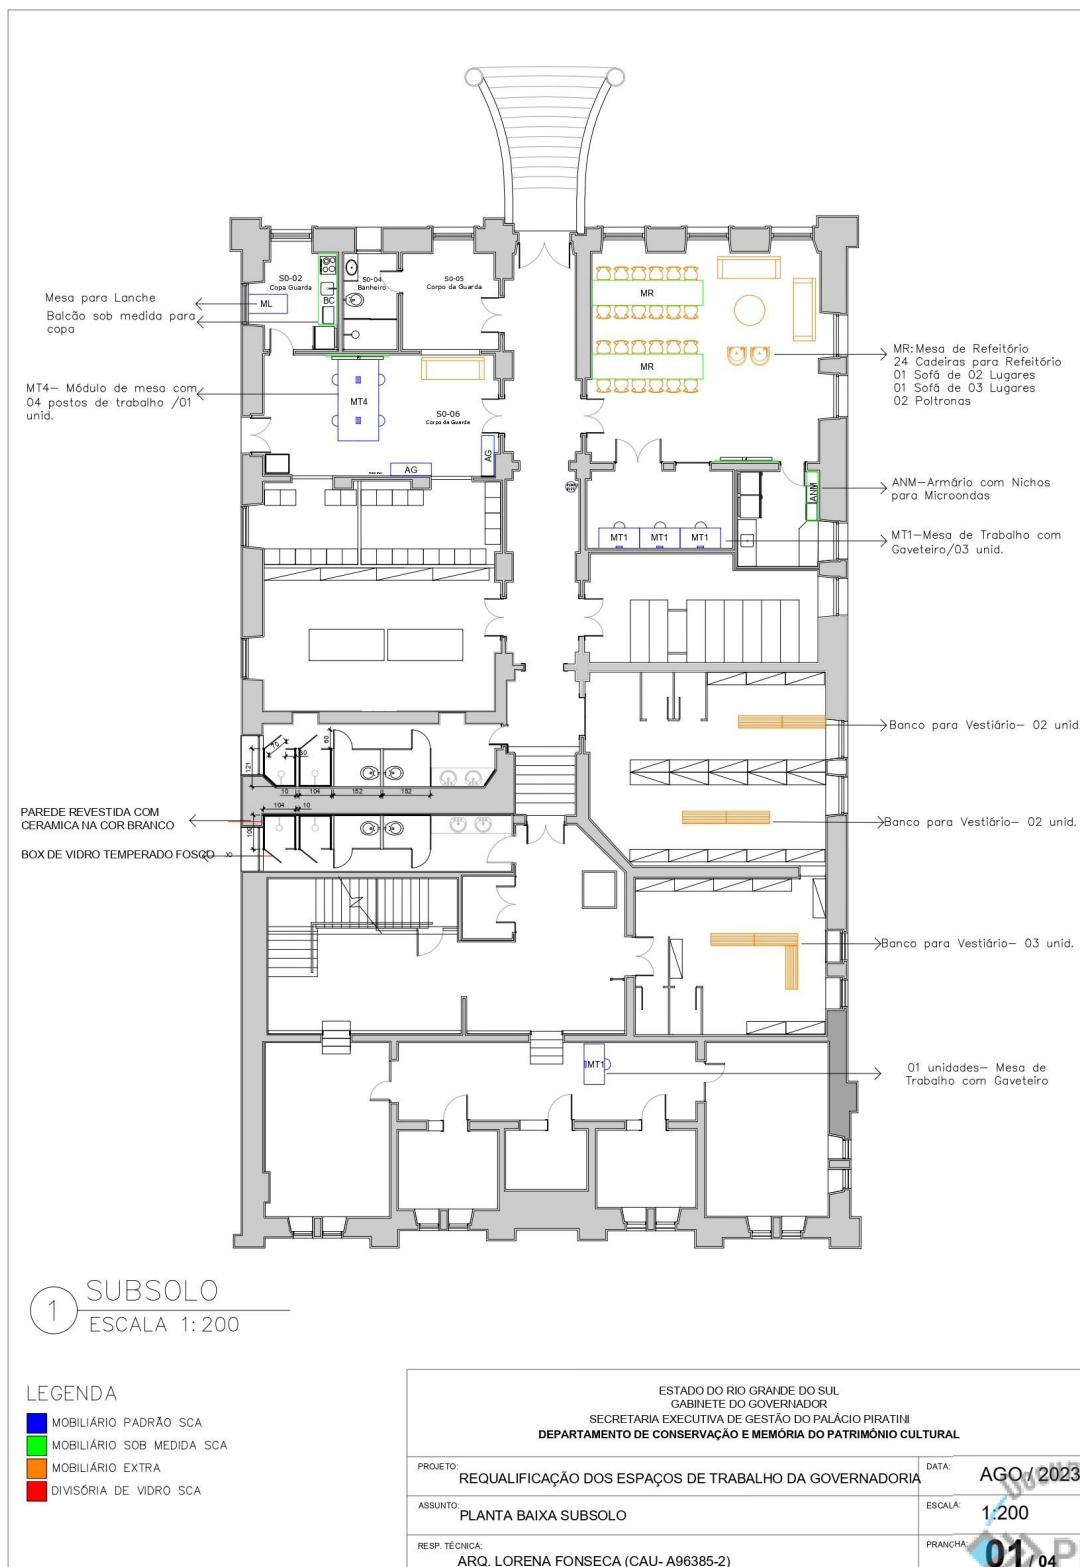 S0-02
Copa Guarda
ML
BC
S0-04
Banheiro
S0-05
Corpo da Guarda
MR
MR
Mesa para Lanche
Balcão sob medida para
copa
MT4- Módulo de mesa com
04 postos de trabalho /01
unid.
MT4
S0-06
Corpo da Guarda
AG
AG
MR: Mesa de Refeitório
24 Cadeiras para Refeitório
01 Sofá de 02 Lugares
01 Sofá de 03 Lugares
02 Poltronas
ANM
ANM-Armário com Nichos
para Microondas
MT1
MT1
MT1
MT1-Mesa de Trabalho com
Gaveteiro/03 unid.
Banco para Vestiário- 02 unid
121
70
60
60
10
104
152
152
104
10
100
PAREDE REVESTIDA COM
CERAMICA NA COR BRANCO
BOX DE VIDRO TEMPERADO FOSCO
Banco para Vestiário- 02 unid.
Banco para Vestiário- 03 unid.
MT1
01 unidades- Mesa de
Trabalho com Gaveteiro
1
SUBSOLO
ESCALA 1:200
LEGENDA
MOBILIÁRIO PADRÃO SCA
MOBILIÁRIO SOB MEDIDA SCA
MOBILIÁRIO EXTRA
DIVISÓRIA DE VIDRO SCA
ESTADO DO RIO GRANDE DO SUL
GABINETE DO GOVERNADOR
SECRETARIA EXECUTIVA DE GESTÃO DO PALÁCIO PIRATINI
DEPARTAMENTO DE CONSERVAÇÃO E MEMÓRIA DO PATRIMÔNIO CULTURAL
PROJETO: REQUALIFICAÇÃO DOS ESPAÇOS DE TRABALHO DA GOVERNADORIA
DATA: AGO / 2023
ASSUNTO: PLANTA BAIXA SUBSOLO
ESCALA: 1:200
RESP. TÉCNICA: ARQ. LORENA FONSECA (CAU- A96385-2)
PRANCHA: 01 / 04